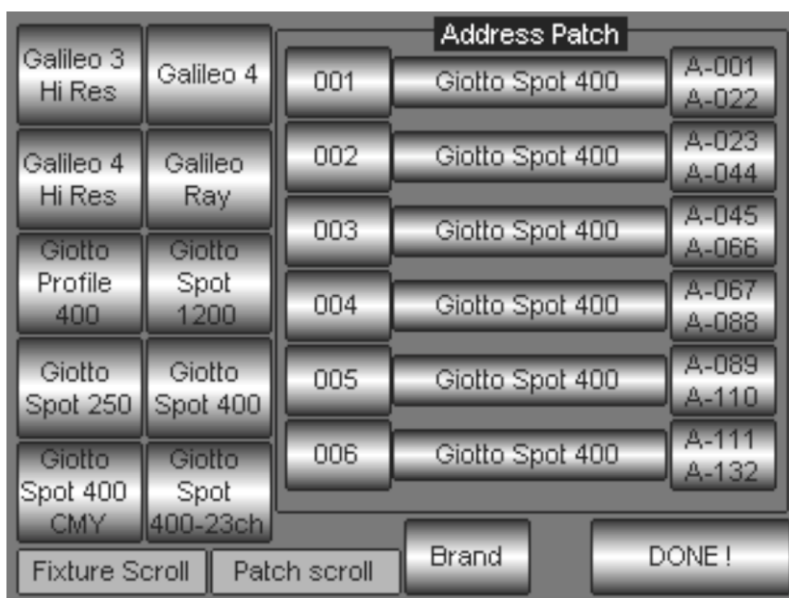 Galileo 3
Hi Res
Galileo 4
Galileo 4
Hi Res
Galileo
Ray
Giotto
Profile
400
Giotto
Spot
1200
Giotto
Spot 250
Giotto
Spot 400
Giotto
Spot 400
CMY
Giotto
Spot
400-23ch
Address Patch
001
Giotto Spot 400
A-001
A-022
002
Giotto Spot 400
A-023
A-044
003
Giotto Spot 400
A-045
A-066
004
Giotto Spot 400
A-067
A-088
005
Giotto Spot 400
A-089
A-110
006
Giotto Spot 400
A-111
A-132
Fixture Scroll
Patch scroll
Brand
DONE !